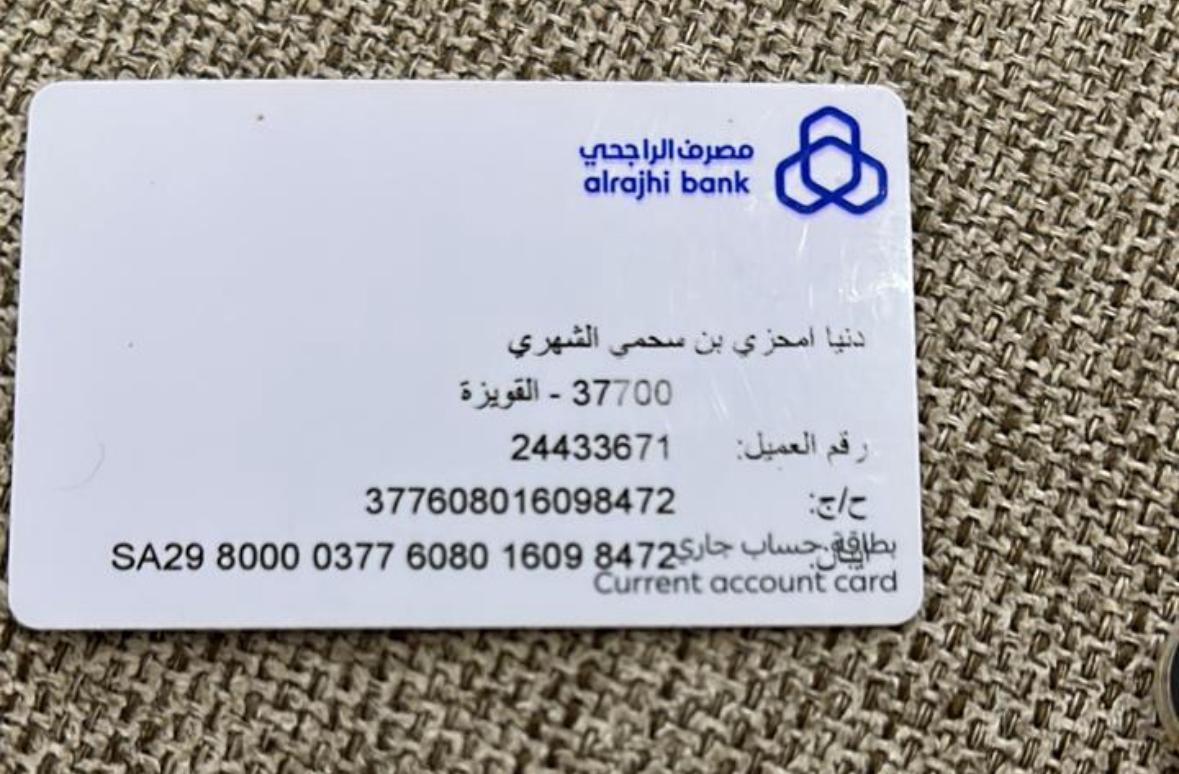 مصرف الراجحي
alrajhi bank
دنيا امحزي بن سحمي الشهري
37700 - القويزة
رقم العميل: 24433671
ح/ج: 377608016098472
آيبان: SA29 8000 0377 6080 1609 8472
بطاقة حساب جاري
Current account card